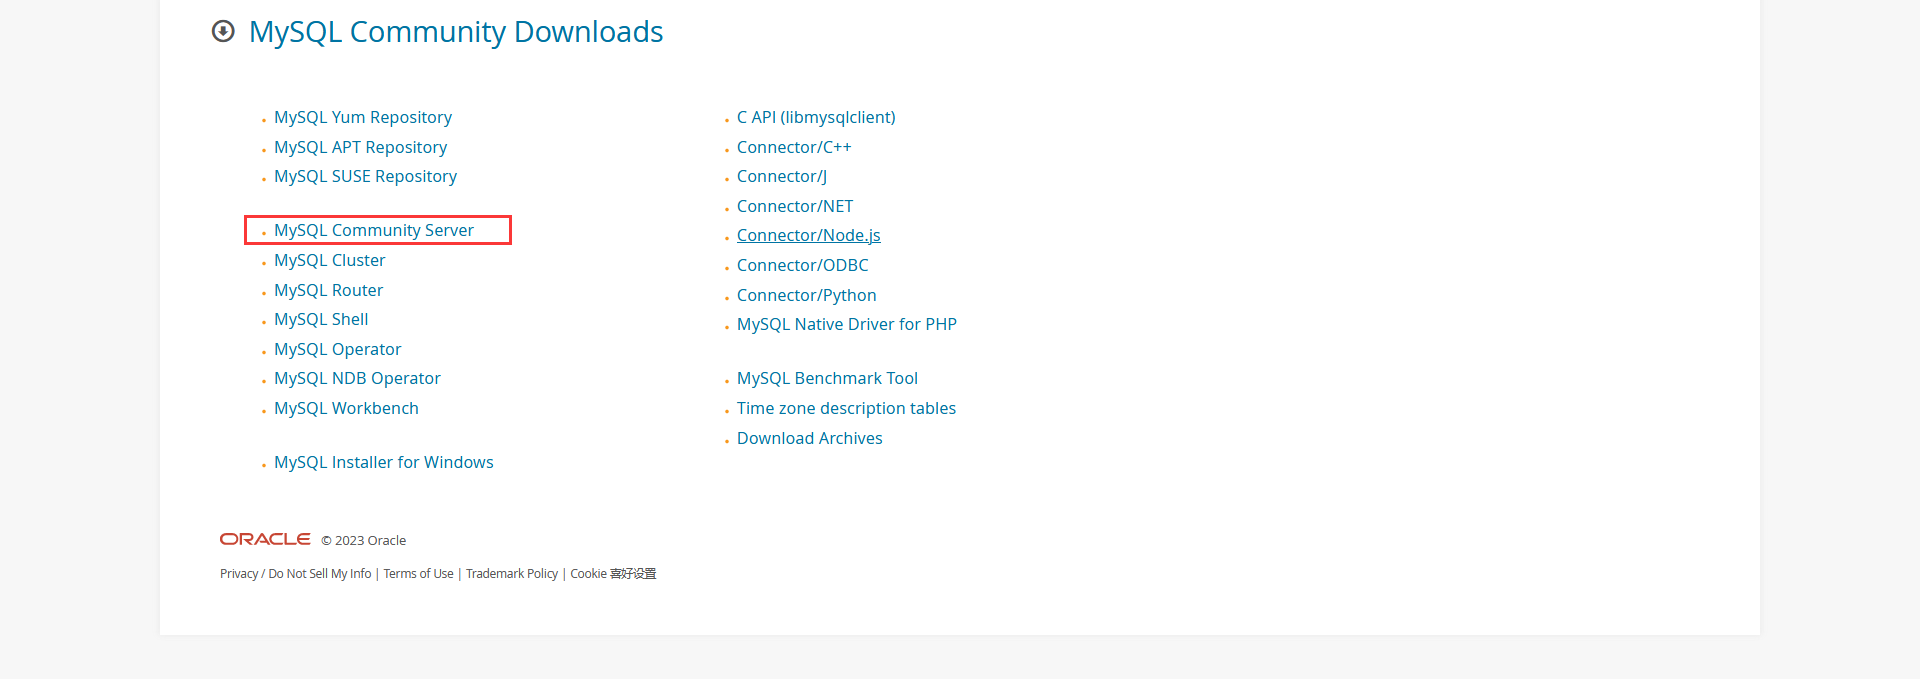 MySQL Community Downloads
MySQL Yum Repository
MySQL APT Repository
MySQL SUSE Repository
MySQL Community Server
MySQL Cluster
MySQL Router
MySQL Shell
MySQL Operator
MySQL NDB Operator
MySQL Workbench
MySQL Installer for Windows
C API (libmysqlclient)
Connector/C++
Connector/J
Connector/NET
Connector/Node.js
Connector/ODBC
Connector/Python
MySQL Native Driver for PHP
MySQL Benchmark Tool
Time zone description tables
Download Archives
ORACLE © 2023 Oracle
Privacy / Do Not Sell My Info | Terms of Use | Trademark Policy | Cookie 喜好设置